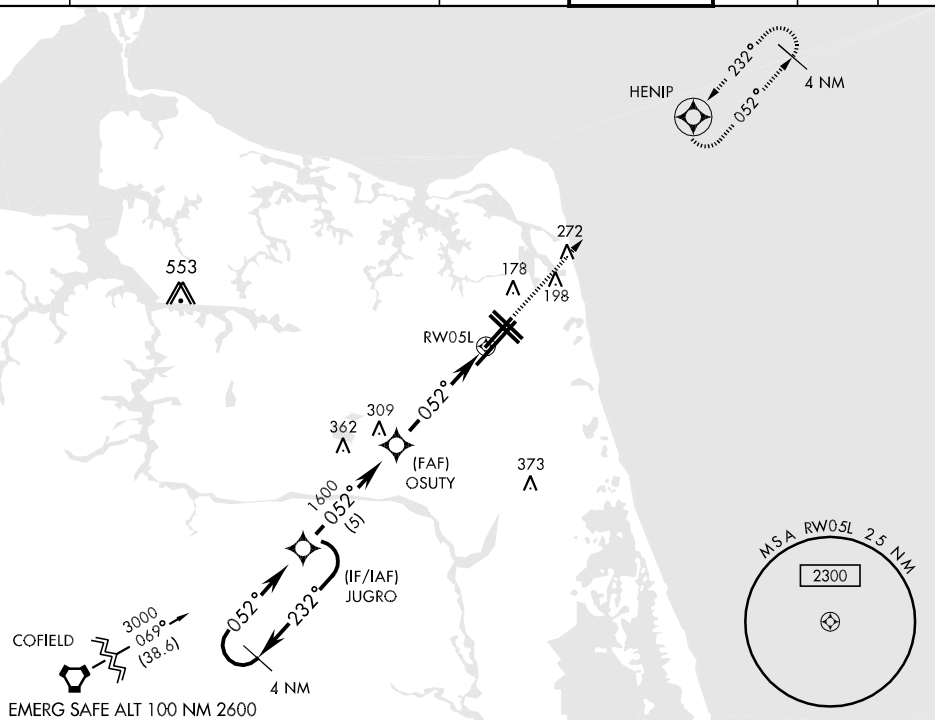 232°
HENIP
4 NM
052°
272
553
178
198
RW05L
052°
309
362
(FAF)
OSUTY
373
1600
052°
(5)
MSA RW05L 25 NM
2300
(IF/IAF)
JUGRO
052°
232°
3000
069°
(38.6)
COFIELD
4 NM
EMERG SAFE ALT 100 NM 2600